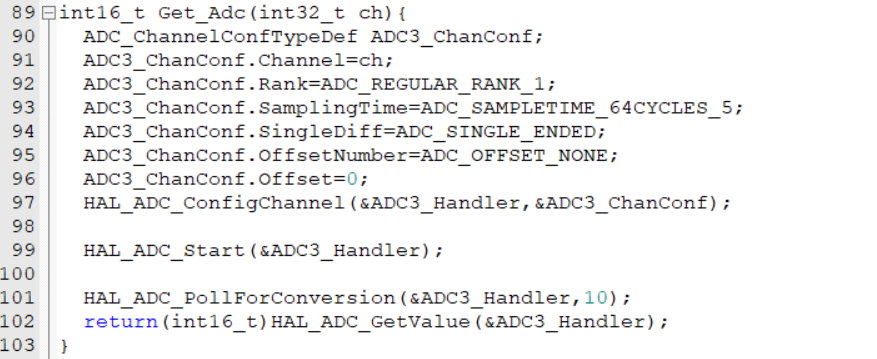 89 int16_t Get_Adc(int32_t ch){
90   ADC_ChannelConfTypeDef ADC3_ChanConf;
91   ADC3_ChanConf.Channel=ch;
92   ADC3_ChanConf.Rank=ADC_REGULAR_RANK_1;
93   ADC3_ChanConf.SamplingTime=ADC_SAMPLETIME_64CYCLES_5;
94   ADC3_ChanConf.SingleDiff=ADC_SINGLE_ENDED;
95   ADC3_ChanConf.OffsetNumber=ADC_OFFSET_NONE;
96   ADC3_ChanConf.Offset=0;
97   HAL_ADC_ConfigChannel(&ADC3_Handler,&ADC3_ChanConf);
98
99   HAL_ADC_Start(&ADC3_Handler);
100
101   HAL_ADC_PollForConversion(&ADC3_Handler,10);
102   return(int16_t)HAL_ADC_GetValue(&ADC3_Handler);
103 }